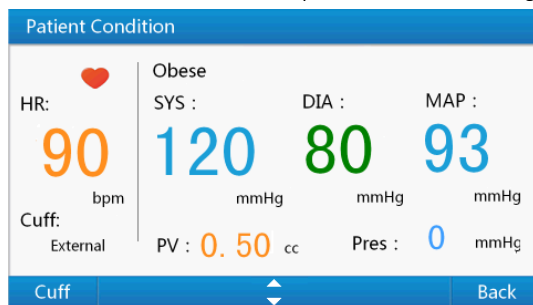 Patient Condition
Obese
HR:
SYS : DIA : MAP :
90 120 80 93
bpm mmHg mmHg mmHg
Cuff:
External
PV : 0.50 cc Pres : 0 mmHg
Cuff Back